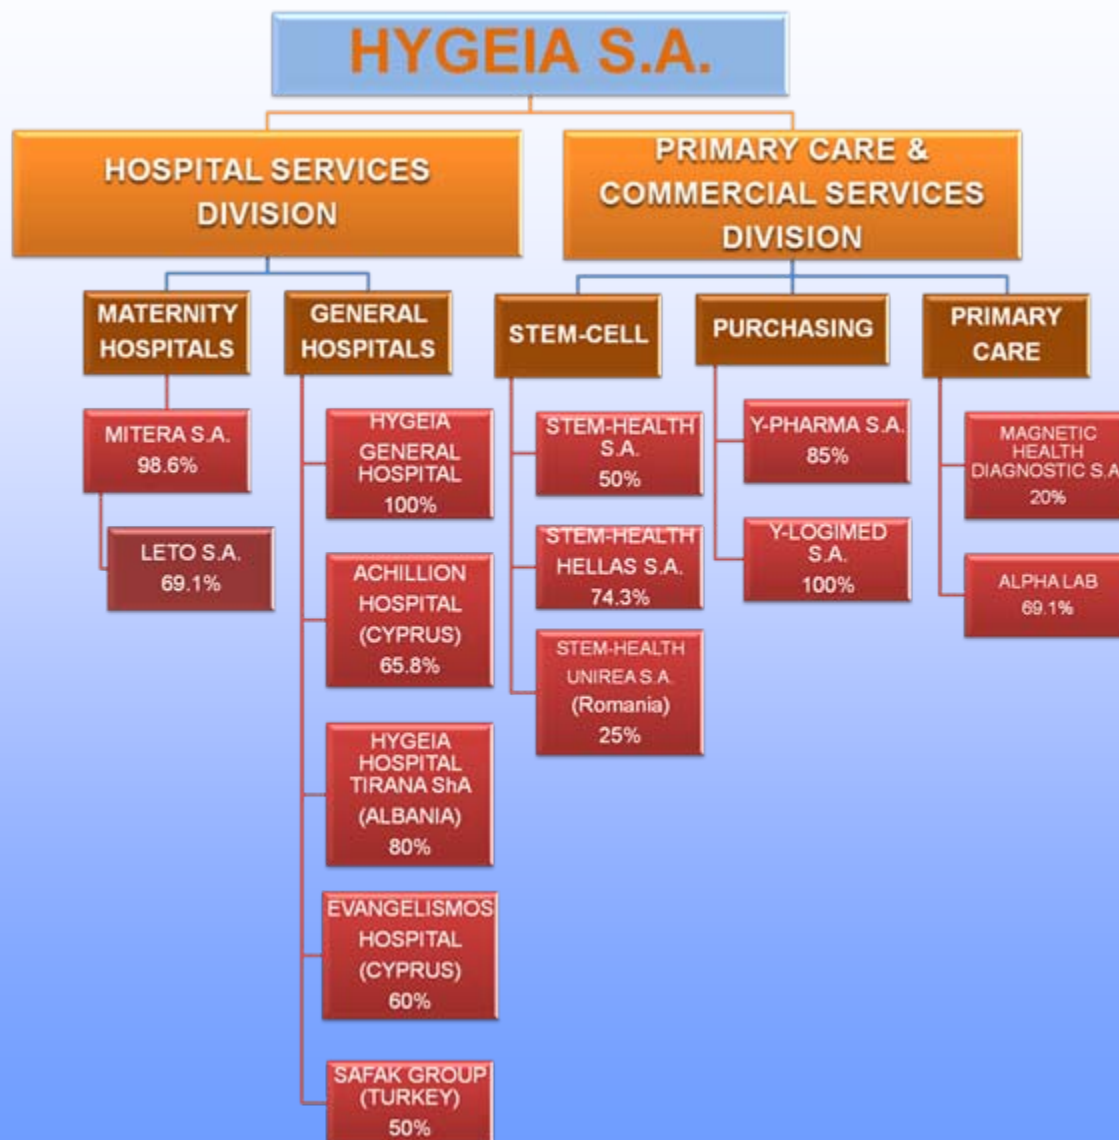 HYGEIA S.A.
HOSPITAL SERVICES
DIVISION
PRIMARY CARE &
COMMERCIAL SERVICES
DIVISION
MATERNITY
HOSPITALS
GENERAL
HOSPITALS
STEM-CELL
PURCHASING
PRIMARY
CARE
MITERA S.A.
98.6%
LETO S.A.
69.1%
HYGEIA
GENERAL
HOSPITAL
100%
ACHILLION
HOSPITAL
(CYPRUS)
65.8%
HYGEIA
HOSPITAL
TIRANA ShA
(ALBANIA)
80%
EVANGELISMOS
HOSPITAL
(CYPRUS)
60%
SAFAK GROUP
(TURKEY)
50%
STEM-HEALTH
S.A.
50%
STEM-HEALTH
HELLAS S.A.
74.3%
STEM-HEALTH
UNIREA S.A.
(Romania)
25%
Y-PHARMA S.A.
85%
Y-LOGIMED
S.A.
100%
MAGNETIC
HEALTH
DIAGNOSTIC S.A
20%
ALPHA LAB
69.1%